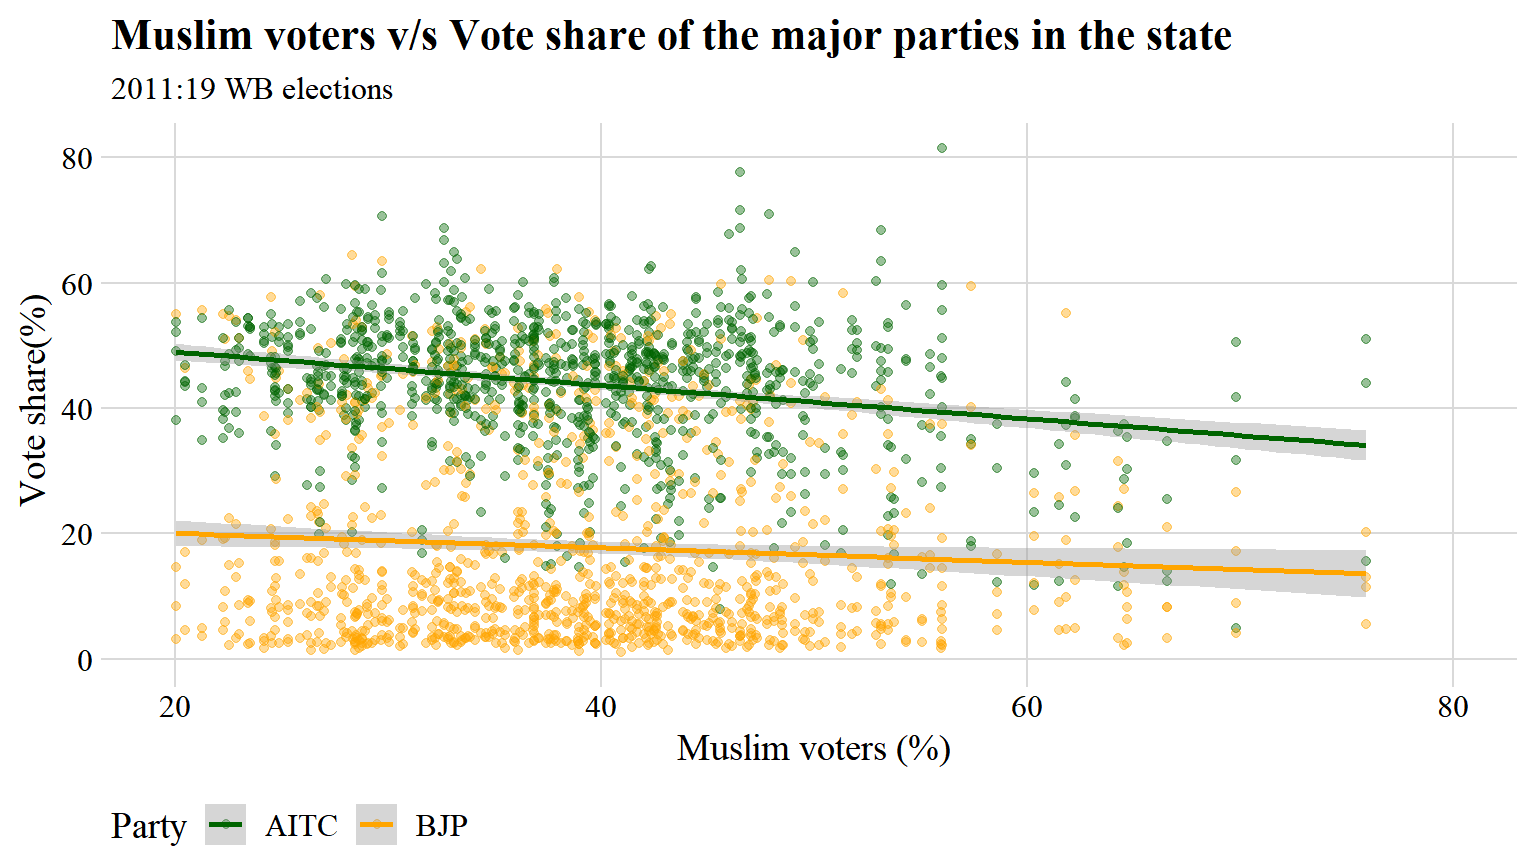 Muslim voters v/s Vote share of the major parties in the state
2011:19 WB elections
Vote share(%)
80
60
40
20
0
20 40 60 80
Muslim voters (%)
Party AITC BJP